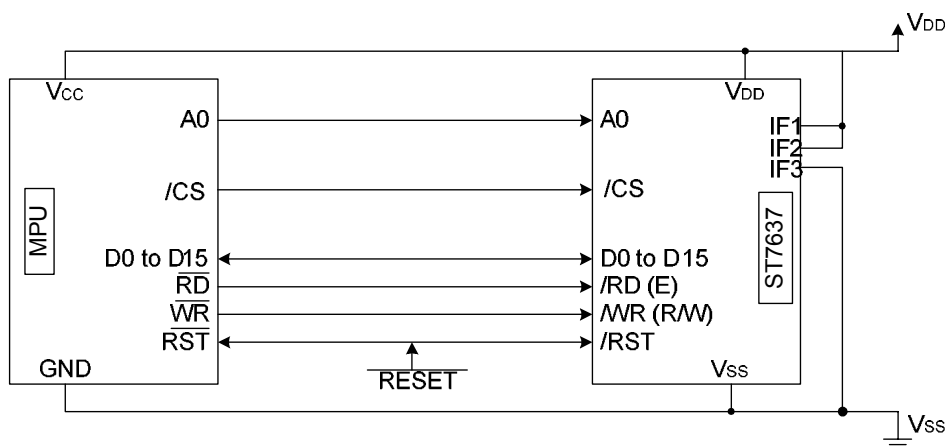 VDD
VCC
VDD
A0
A0
IF1
IF2
IF3
/CS
/CS
MPU
ST7637
D0 to D15
D0 to D15
RD
/RD (E)
WR
/WR (R/W)
RST
/RST
GND
RESET
VSS
VSS